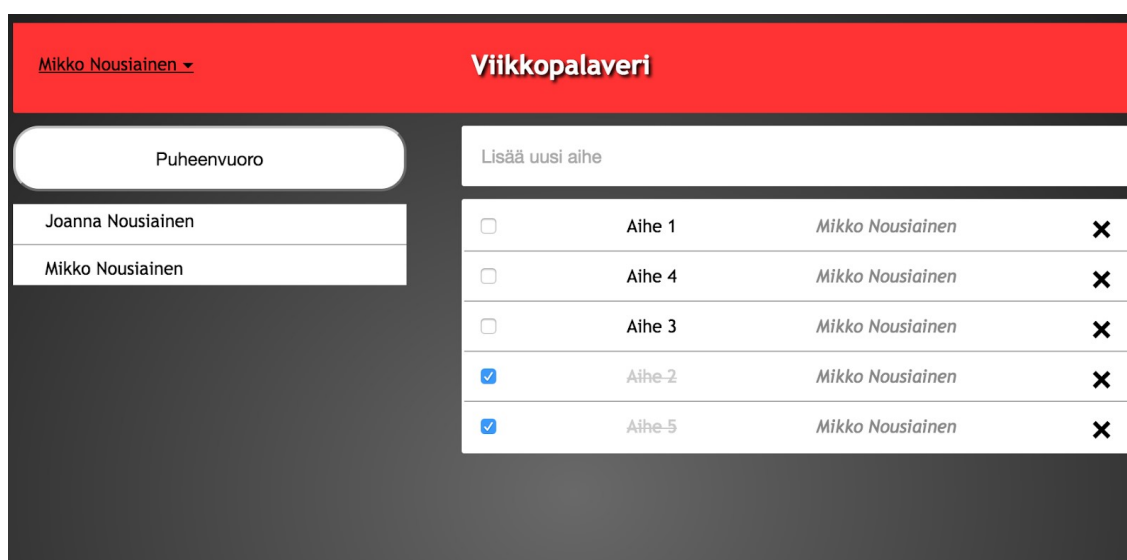 Mikko Nousiainen
Viikkopalaveri
Puheenvuoro
Joanna Nousiainen
Mikko Nousiainen
Lisää uusi aihe
Aihe 1 Mikko Nousiainen
Aihe 4 Mikko Nousiainen
Aihe 3 Mikko Nousiainen
Aihe 2 Mikko Nousiainen
Aihe 5 Mikko Nousiainen